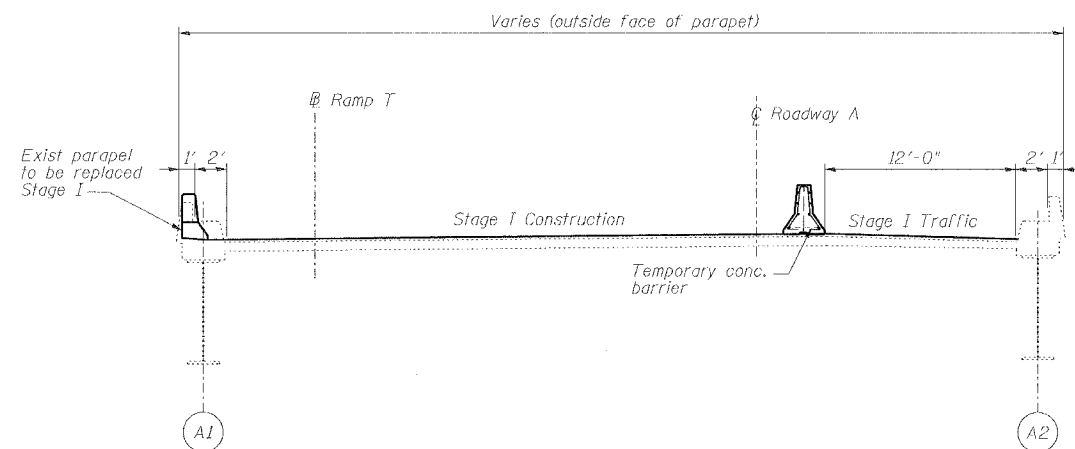 Varies (outside face of parapet)
B Ramp T
C Roadway A
1'
2'
12'-0"
2'
1'
Exist parapet
to be replaced
Stage I
Stage I Construction
Stage I Traffic
Temporary conc.
barrier
A1
A2